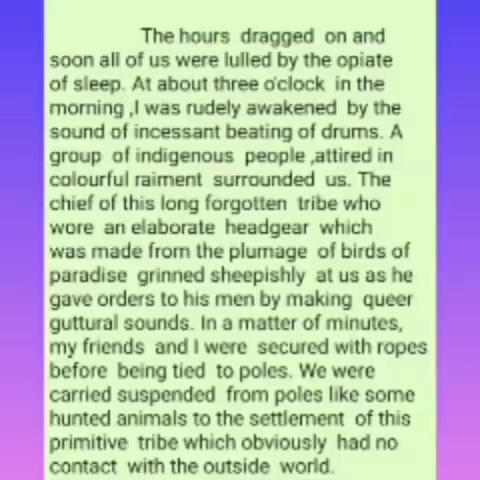 The hours dragged on and
soon all of us were lulled by the opiate
of sleep. At about three o'clock in the
morning ,I was rudely awakened by the
sound of incessant beating of drums. A
group of indigenous people ,attired in
colourful raiment surrounded us. The
chief of this long forgotten tribe who
wore an elaborate headgear which
was made from the plumage of birds of
paradise grinned sheepishly at us as he
gave orders to his men by making queer
guttural sounds. In a matter of minutes,
my friends and I were secured with ropes
before being tied to poles. We were
carried suspended from poles like some
hunted animals to the settlement of this
primitive tribe which obviously had no
contact with the outside world.